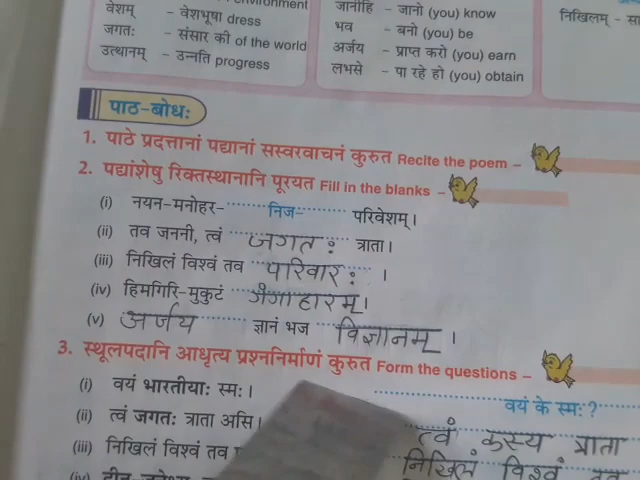 environment
वेशम् - वेशभूषा dress
जगतः - संसार की of the world
उत्थानम् - उन्नति progress
जानीहि - जानो (you) know
भव - बनो (you) be
अर्जय - प्राप्त करो (you) earn
लभसे - पा रहे हो (you) obtain
निखिलम् -
पाठ-बोधः
1. पाठे प्रदत्तानां पद्यानां सस्वरवाचनं कुरुत Recite the poem –
2. पद्यांशेषु रिक्तस्थानानि पूरयत Fill in the blanks –
(i) नयन-मनोहर- निज- परिवेशम्।
(ii) तव जननी, त्वं जगतः त्राता।
(iii) निखिलं विश्वं तव परिवारः ।
(iv) हिमगिरि-मुकुटं गंगाहारम्।
(v) अर्जय ज्ञानं भज विज्ञानम् ।
3. स्थूलपदानि आधृत्य प्रश्ननिर्माणं कुरुत Form the questions –
(i) वयं भारतीयाः स्मः। वयं के स्मः?
(ii) त्वं जगतः त्राता असि। त्वं कस्य त्राता
(iii) निखिलं विश्वं तव निखिलं विश्वं तव
(iv)